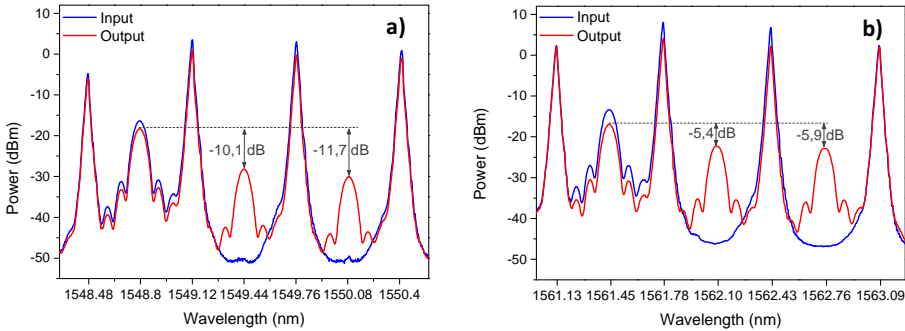 Input
Output
a)
10
0
-10
-20
-30
-40
-50
Power (dBm)
-10,1 dB
-11,7 dB
1548.48 1548.8 1549.12 1549.44 1549.76 1550.08 1550.4
Wavelength (nm)
Input
Output
b)
10
0
-10
-20
-30
-40
-50
Power (dBm)
-5,4 dB
-5,9 dB
1561.13 1561.45 1561.78 1562.10 1562.43 1562.76 1563.09
Wavelength (nm)